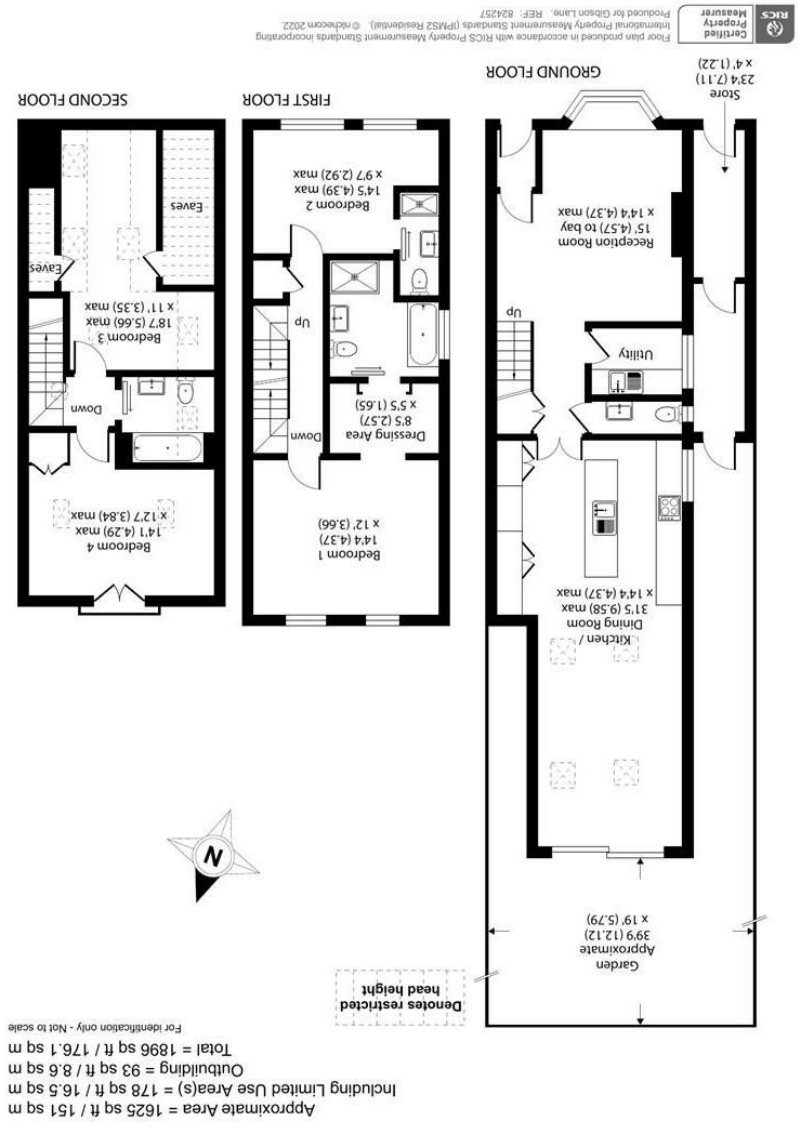 Approximate Area = 1625 sq ft / 151 sq m
Including Limited Use Area(s) = 178 sq ft / 16.5 sq m
Outbuilding = 93 sq ft / 8.6 sq m
Total = 1896 sq ft / 176.1 sq m
For identification only - Not to scale
Denotes restricted
head height
Garden
Approximate
39'9 (12.12)
x 19' (5.79)
N
Kitchen /
Dining Room
31'5 (9.58) max
x 14'4 (4.37) max
Utility
Up
Reception Room
15' (4.57) max
x 14'4 (4.37) into bay
Store
23'4 (7.11)
x 4' (1.22)
GROUND FLOOR
Bedroom 1
14'4 (4.37)
x 12' (3.66)
Down
Dressing Area
8'5 (2.57)
x 5'5 (1.65)
Up
Bedroom 2
14'5 (4.39) max
x 9'7 (2.92) max
FIRST FLOOR
Bedroom 4
14'1 (4.29) max
x 12'7 (3.84) max
Down
Bedroom 3
18'7 (5.66) max
x 11' (3.35) max
Eaves
Eaves
SECOND FLOOR
RICS
Certified
Property
Measurer
Floor plan produced in accordance with RICS Property Measurement Standards incorporating
International Property Measurement Standards (IPMS2 Residential). © nichecom 2022.
Produced for Gibson Lane. REF: 824257